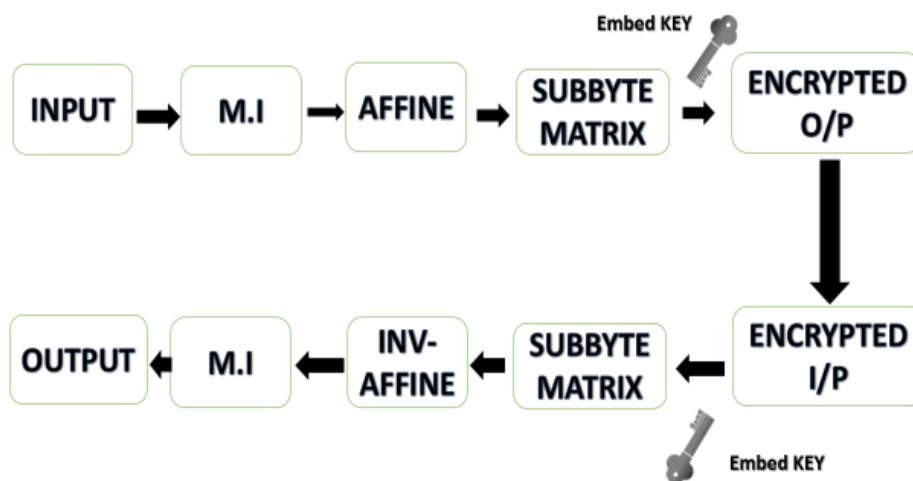 Embed KEY
INPUT
M.I
AFFINE
SUBBYTE
MATRIX
ENCRYPTED
O/P
OUTPUT
M.I
INV-
AFFINE
SUBBYTE
MATRIX
ENCRYPTED
I/P
Embed KEY